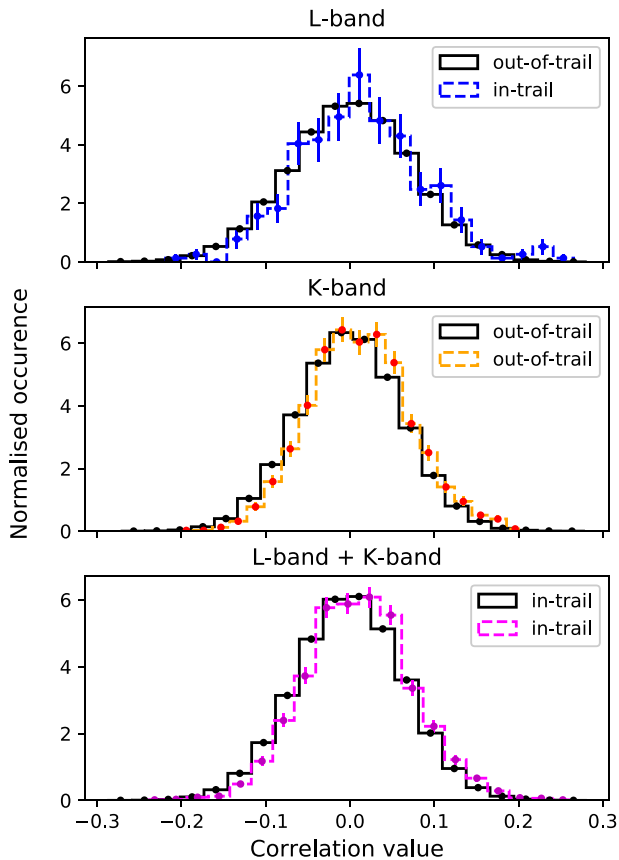 L-band
6
4
2
0
out-of-trail
in-trail
K-band
6
4
2
0
out-of-trail
out-of-trail
Normalised occurence
L-band + K-band
6
4
2
0
in-trail
in-trail
−0.3 −0.2 −0.1 0.0 0.1 0.2 0.3
Correlation value